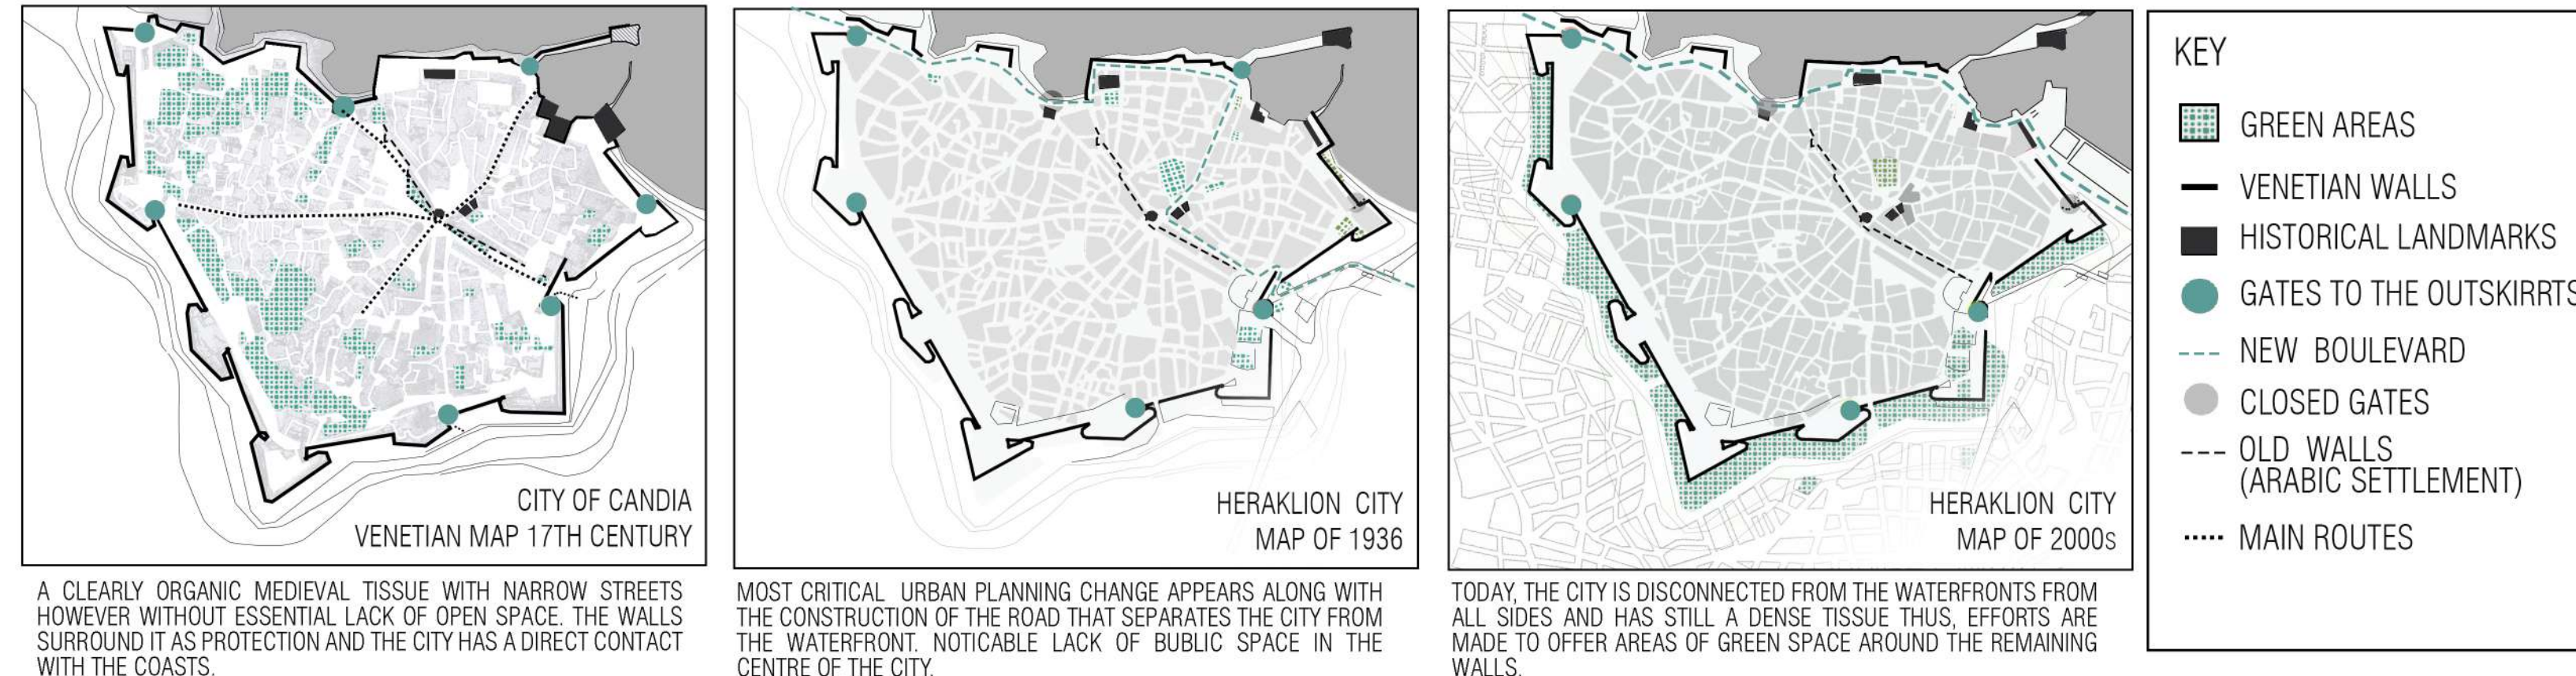 CITY OF CANDIA
VENETIAN MAP 17TH CENTURY
A CLEARLY ORGANIC MEDIEVAL TISSUE WITH NARROW STREETS
HOWEVER WITHOUT ESSENTIAL LACK OF OPEN SPACE. THE WALLS
SURROUND IT AS PROTECTION AND THE CITY HAS A DIRECT CONTACT
WITH THE COASTS.
HERAKLION CITY
MAP OF 1936
MOST CRITICAL URBAN PLANNING CHANGE APPEARS ALONG WITH
THE CONSTRUCTION OF THE ROAD THAT SEPARATES THE CITY FROM
THE WATERFRONT. NOTICABLE LACK OF BUBLIC SPACE IN THE
CENTRE OF THE CITY.
HERAKLION CITY
MAP OF 2000s
TODAY, THE CITY IS DISCONNECTED FROM THE WATERFRONTS FROM
ALL SIDES AND HAS STILL A DENSE TISSUE THUS, EFFORTS ARE
MADE TO OFFER AREAS OF GREEN SPACE AROUND THE REMAINING
WALLS.
KEY
GREEN AREAS
VENETIAN WALLS
HISTORICAL LANDMARKS
GATES TO THE OUTSKIRRTS
NEW BOULEVARD
CLOSED GATES
OLD WALLS
(ARABIC SETTLEMENT)
MAIN ROUTES